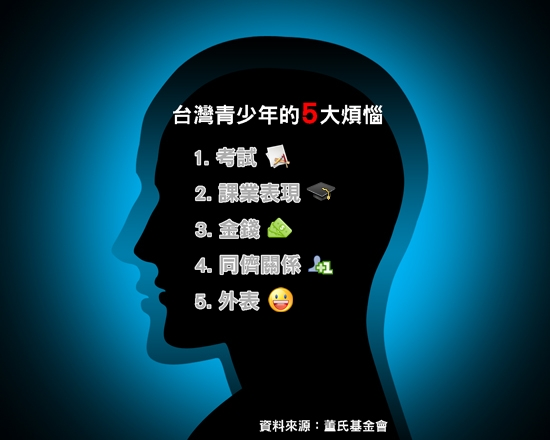 台灣青少年的5大煩惱
1. 考試
2. 課業表現
3. 金錢
4. 同儕關係
5. 外表
資料來源：董氏基金會